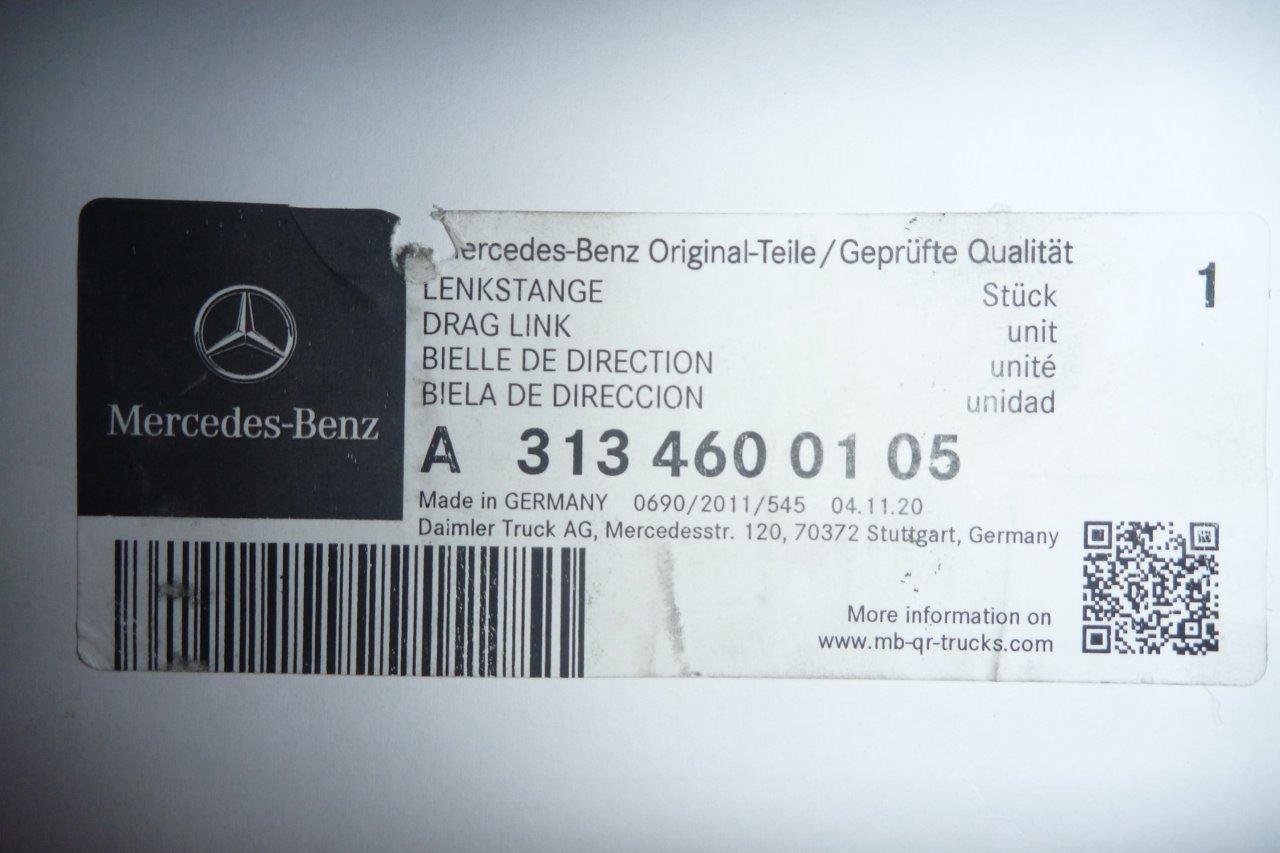 Mercedes-Benz
ercedes-Benz Original-Teile/Geprüfte Qualität
LENKSTANGE Stück 1
DRAG LINK unit
BIELLE DE DIRECTION unité
BIELA DE DIRECCION unidad
A 313 460 01 05
Made in GERMANY 0690/2011/545 04.11.20
Daimler Truck AG, Mercedesstr. 120, 70372 Stuttgart, Germany
More information on
www.mb-qr-trucks.com